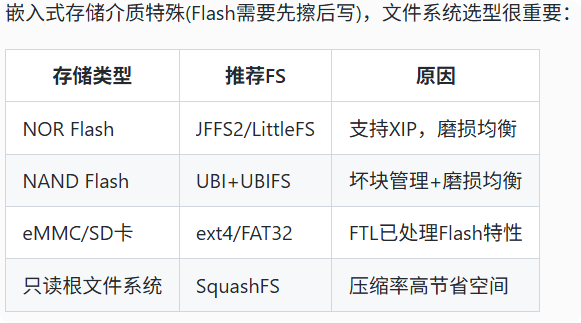 嵌入式存储介质特殊(Flash需要先擦后写)，文件系统选型很重要：
存储类型 推荐FS 原因
NOR Flash JFFS2/LittleFS 支持XIP，磨损均衡
NAND Flash UBI+UBIFS 坏块管理+磨损均衡
eMMC/SD卡 ext4/FAT32 FTL已处理Flash特性
只读根文件系统 SquashFS 压缩率高节省空间